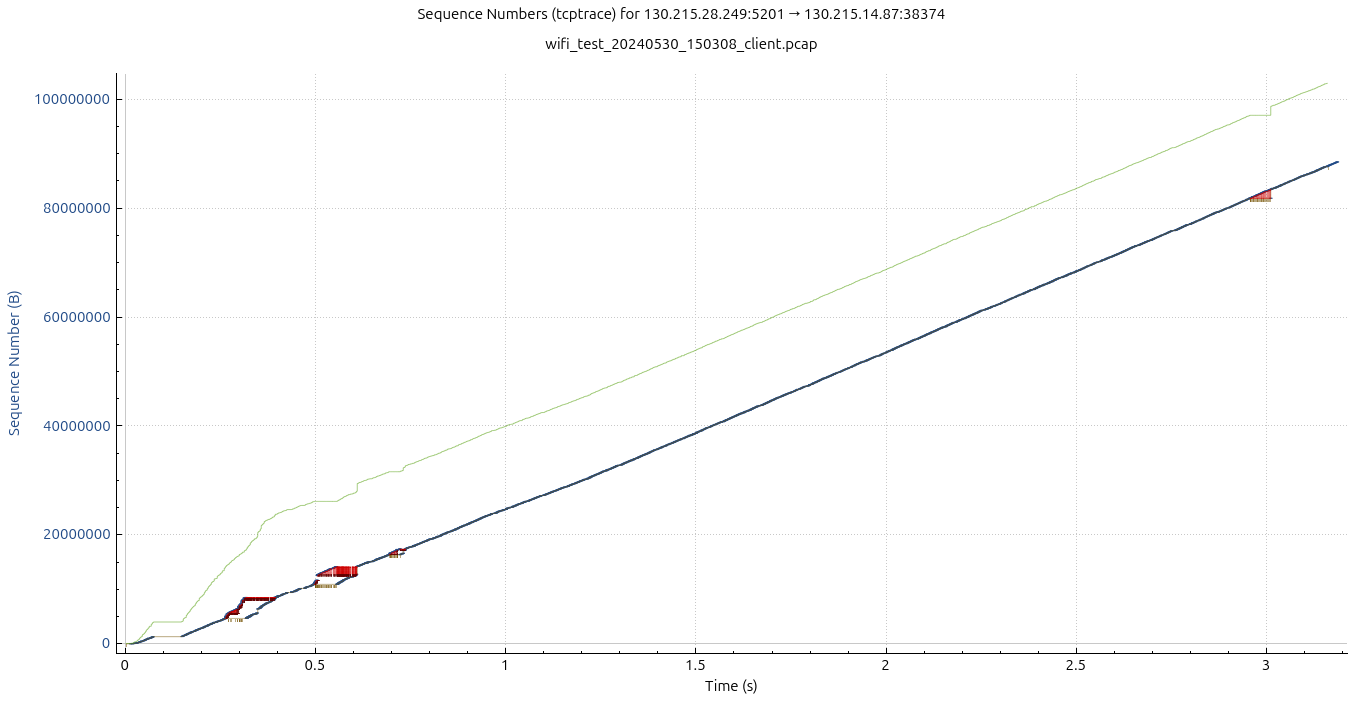 Sequence Numbers (tcptrace) for 130.215.28.249:5201 → 130.215.14.87:38374
wifi_test_20240530_150308_client.pcap
Sequence Number (B)
100000000
80000000
60000000
40000000
20000000
0
0 0.5 1 1.5 2 2.5 3
Time (s)